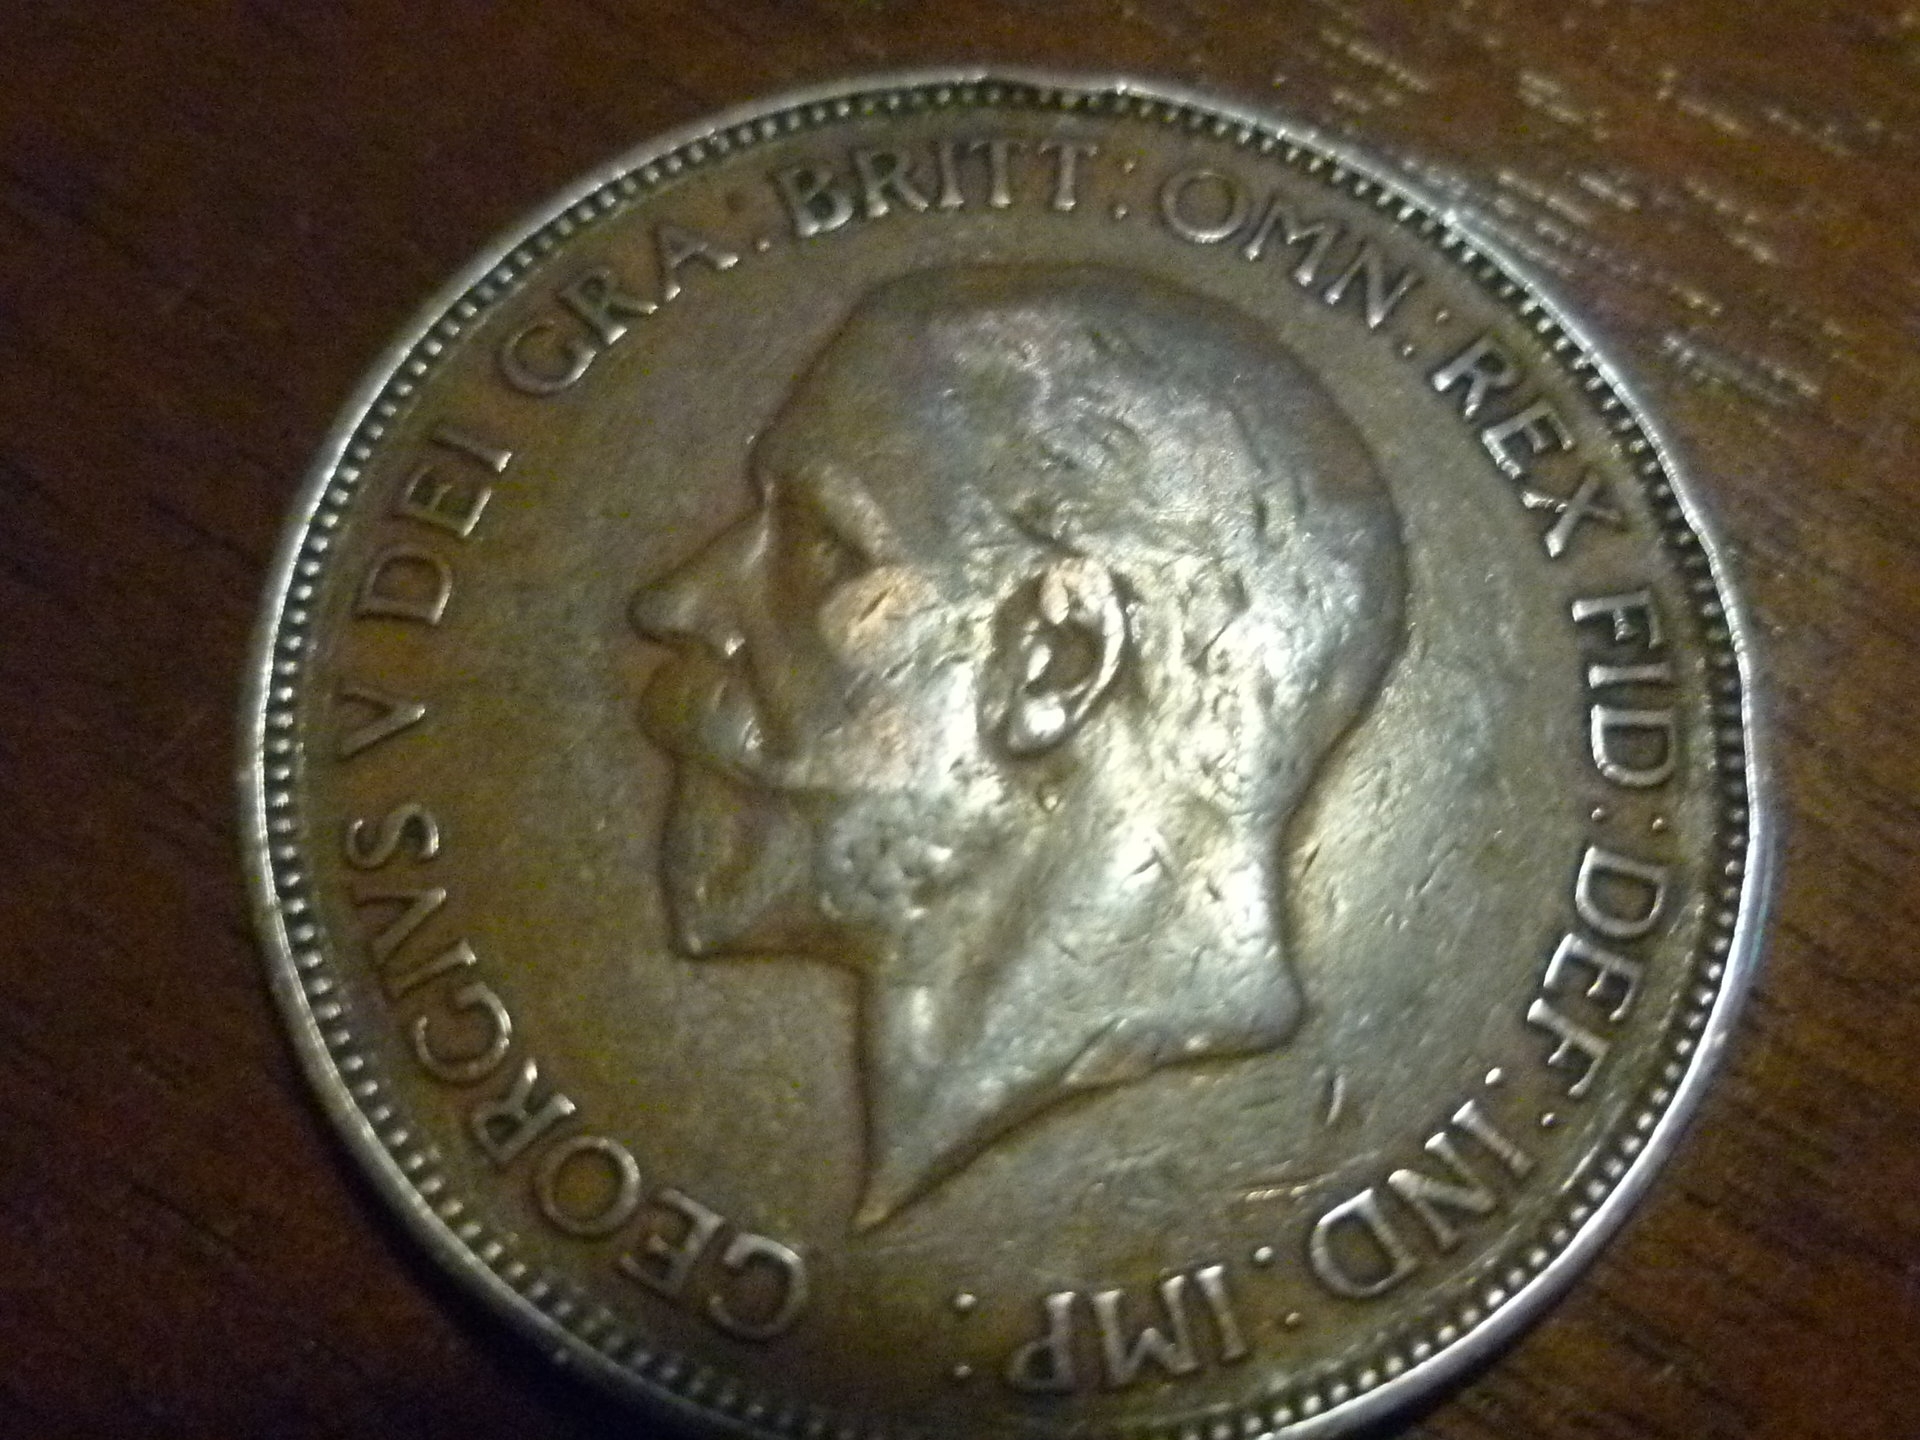 GEORGIVS V DEI GRA: BRITT: OMN: REX FID: DEF: IND: IMP: